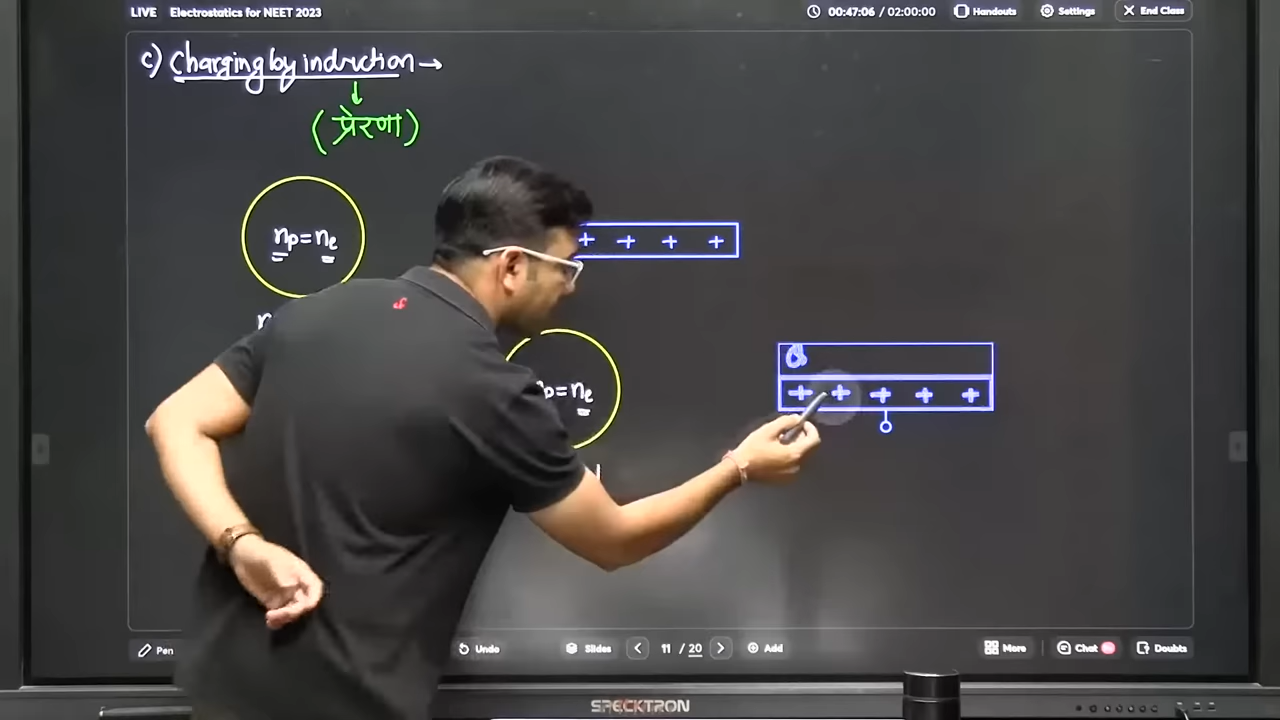 LIVE Electrostatics for NEET 2023 00:47:06 / 02:00:00 Handouts Settings End Class
c) Charging by induction →
(प्रेरणा)
np = ne
+ + + +
= ne
+ + + + +
Pen Undo Slides 11 / 20 Add More Chat Doubts
SPECKTRON